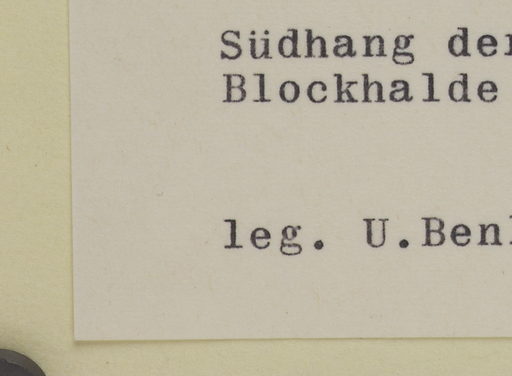 Südhang der
Blockhalde
leg. U.Ben